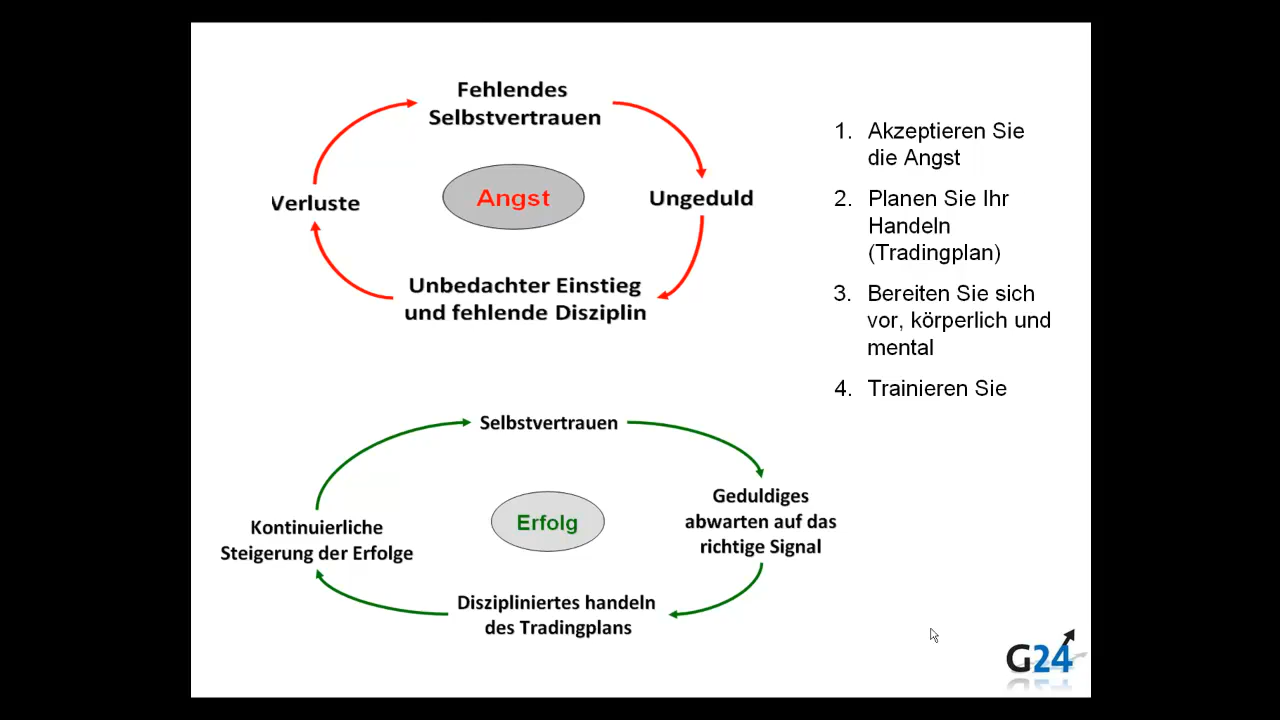 Fehlendes
Selbstvertrauen
Angst
Ungeduld
Verluste
Unbedachter Einstieg
und fehlende Disziplin
1. Akzeptieren Sie
die Angst
2. Planen Sie Ihr
Handeln
(Tradingplan)
3. Bereiten Sie sich
vor, körperlich und
mental
4. Trainieren Sie
Selbstvertrauen
Geduldiges
abwarten auf das
richtige Signal
Erfolg
Kontinuierliche
Steigerung der Erfolge
Diszipliniertes handeln
des Tradingplans
G24